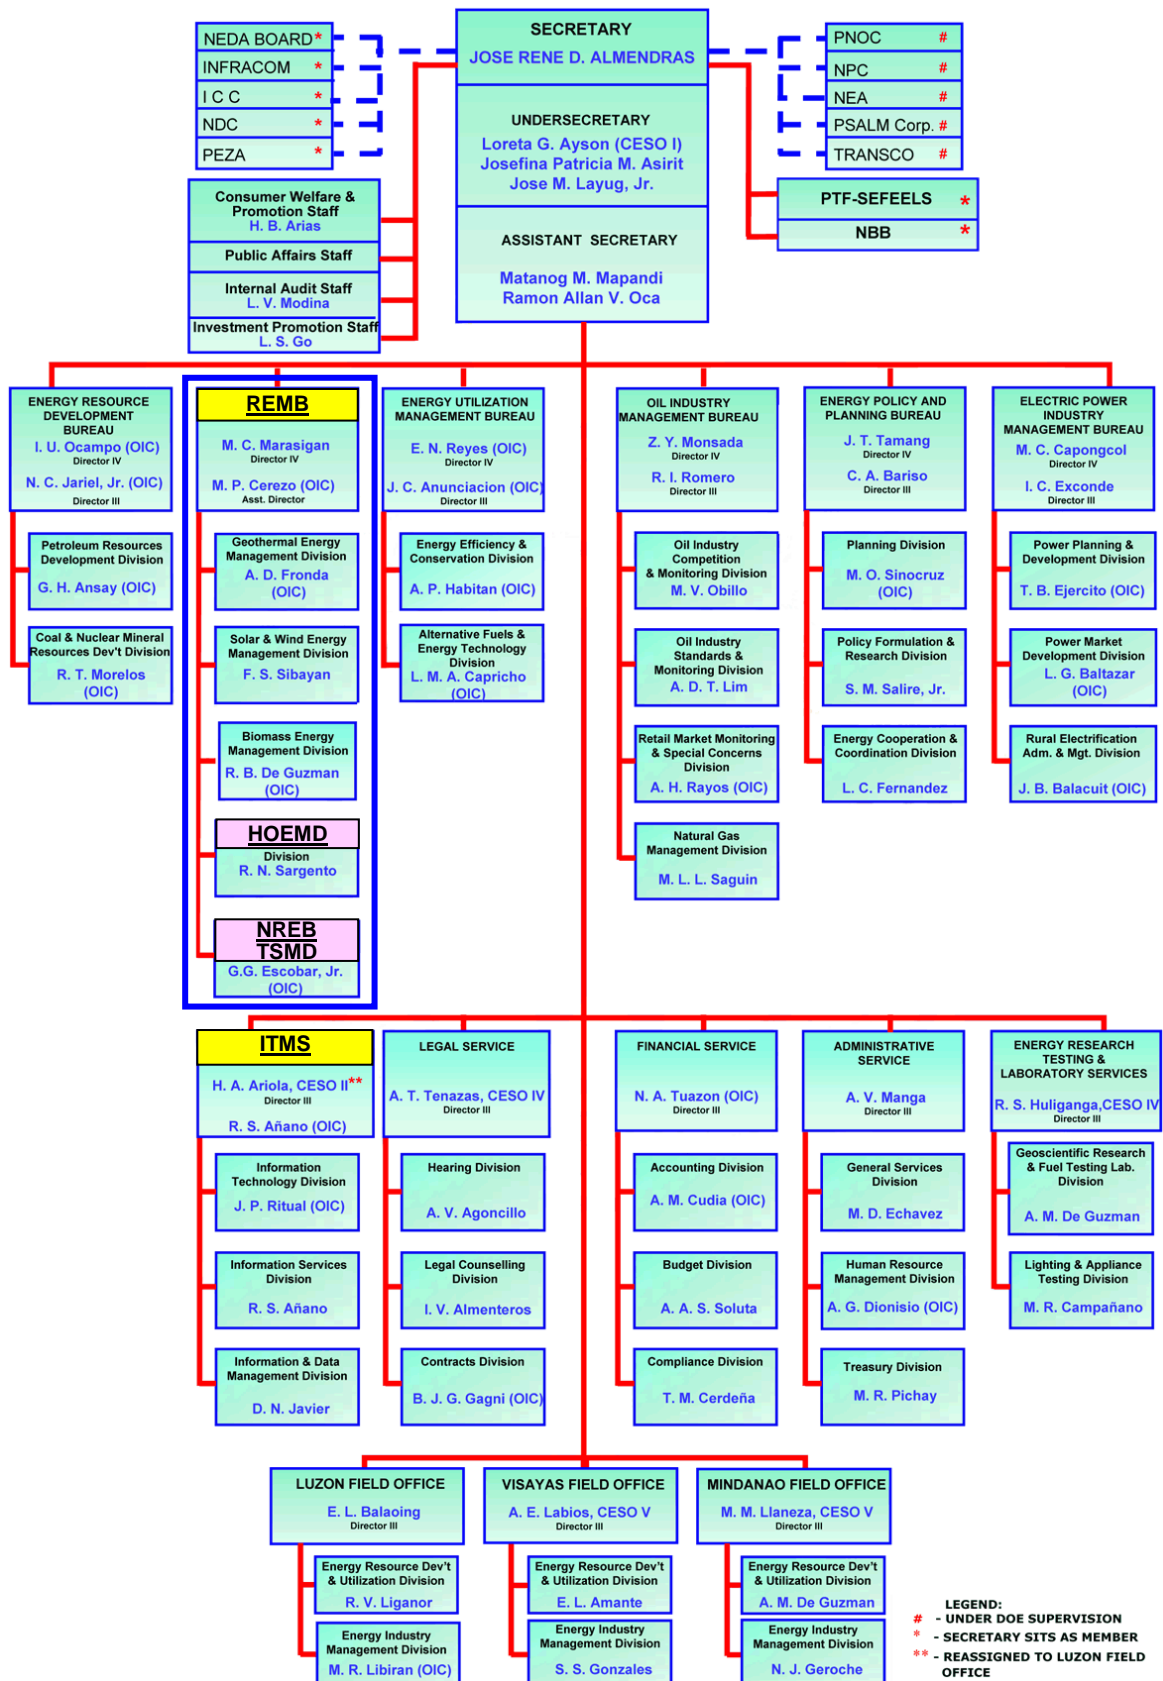 NEDA BOARD *
INFRACOM *
I C C *
NDC *
PEZA *
SECRETARY
JOSE RENE D. ALMENDRAS
UNDERSECRETARY
Loreta G. Ayson (CESO I)
Josefina Patricia M. Asirit
Jose M. Layug, Jr.
ASSISTANT SECRETARY
Matanog M. Mapandi
Ramon Allan V. Oca
PNOC #
NPC #
NEA #
PSALM Corp. #
TRANSCO #
PTF-SEFEELS *
NBB *
Consumer Welfare &
Promotion Staff
H. B. Arias
Public Affairs Staff
Internal Audit Staff
L. V. Modina
Investment Promotion Staff
L. S. Go
ENERGY RESOURCE
DEVELOPMENT
BUREAU
I. U. Ocampo (OIC)
Director IV
N. C. Jariel, Jr. (OIC)
Director III
Petroleum Resources
Development Division
G. H. Ansay (OIC)
Coal & Nuclear Mineral
Resources Dev't Division
R. T. Morelos
(OIC)
REMB
M. C. Marasigan
Director IV
M. P. Cerezo (OIC)
Asst. Director
Geothermal Energy
Management Division
A. D. Fronda
(OIC)
Solar & Wind Energy
Management Division
F. S. Sibayan
Biomass Energy
Management Division
R. B. De Guzman
(OIC)
HOEMD
Division
R. N. Sargento
NREB
TSMD
G.G. Escobar, Jr.
(OIC)
ENERGY UTILIZATION
MANAGEMENT BUREAU
E. N. Reyes (OIC)
Director IV
J. C. Anunciacion (OIC)
Director III
Energy Efficiency &
Conservation Division
A. P. Habitan (OIC)
Alternative Fuels &
Energy Technology
Division
L. M. A. Capricho
(OIC)
OIL INDUSTRY
MANAGEMENT BUREAU
Z. Y. Monsada
Director IV
R. I. Romero
Director III
Oil Industry
Competition
& Monitoring Division
M. V. Obillo
Oil Industry
Standards &
Monitoring Division
A. D. T. Lim
Retail Market Monitoring
& Special Concerns
Division
A. H. Rayos (OIC)
Natural Gas
Management Division
M. L. L. Saguin
ENERGY POLICY AND
PLANNING BUREAU
J. T. Tamang
Director IV
C. A. Bariso
Director III
Planning Division
M. O. Sinocruz
(OIC)
Policy Formulation &
Research Division
S. M. Salire, Jr.
Energy Cooperation &
Coordination Division
L. C. Fernandez
ELECTRIC POWER
INDUSTRY
MANAGEMENT BUREAU
M. C. Capongcol
Director IV
I. C. Exconde
Director III
Power Planning &
Development Division
T. B. Ejercito (OIC)
Power Market
Development Division
L. G. Baltazar
(OIC)
Rural Electrification
Adm. & Mgt. Division
J. B. Balacuit (OIC)
ITMS
H. A. Ariola, CESO II**
Director III
R. S. Añano (OIC)
Information
Technology Division
J. P. Ritual (OIC)
Information Services
Division
R. S. Añano
Information & Data
Management Division
D. N. Javier
LEGAL SERVICE
A. T. Tenazas, CESO IV
Director III
Hearing Division
A. V. Agoncillo
Legal Counselling
Division
I. V. Almenteros
Contracts Division
B. J. G. Gagni (OIC)
FINANCIAL SERVICE
N. A. Tuazon (OIC)
Director III
Accounting Division
A. M. Cudia (OIC)
Budget Division
A. A. S. Soluta
Compliance Division
T. M. Cerdeña
ADMINISTRATIVE
SERVICE
A. V. Manga
Director III
General Services
Division
M. D. Echavez
Human Resource
Management Division
A. G. Dionisio (OIC)
Treasury Division
M. R. Pichay
ENERGY RESEARCH
TESTING &
LABORATORY SERVICES
R. S. Huliganga,CESO IV
Director III
Geoscientific Research
& Fuel Testing Lab.
Division
A. M. De Guzman
Lighting & Appliance
Testing Division
M. R. Campañano
LUZON FIELD OFFICE
E. L. Balaoing
Director III
Energy Resource Dev't
& Utilization Division
R. V. Liganor
Energy Industry
Management Division
M. R. Libiran (OIC)
VISAYAS FIELD OFFICE
A. E. Labios, CESO V
Director III
Energy Resource Dev't
& Utilization Division
E. L. Amante
Energy Industry
Management Division
S. S. Gonzales
MINDANAO FIELD OFFICE
M. M. Llaneza, CESO V
Director III
Energy Resource Dev't
& Utilization Division
A. M. De Guzman
Energy Industry
Management Division
N. J. Geroche
LEGEND:
# - UNDER DOE SUPERVISION
* - SECRETARY SITS AS MEMBER
** - REASSIGNED TO LUZON FIELD
OFFICE